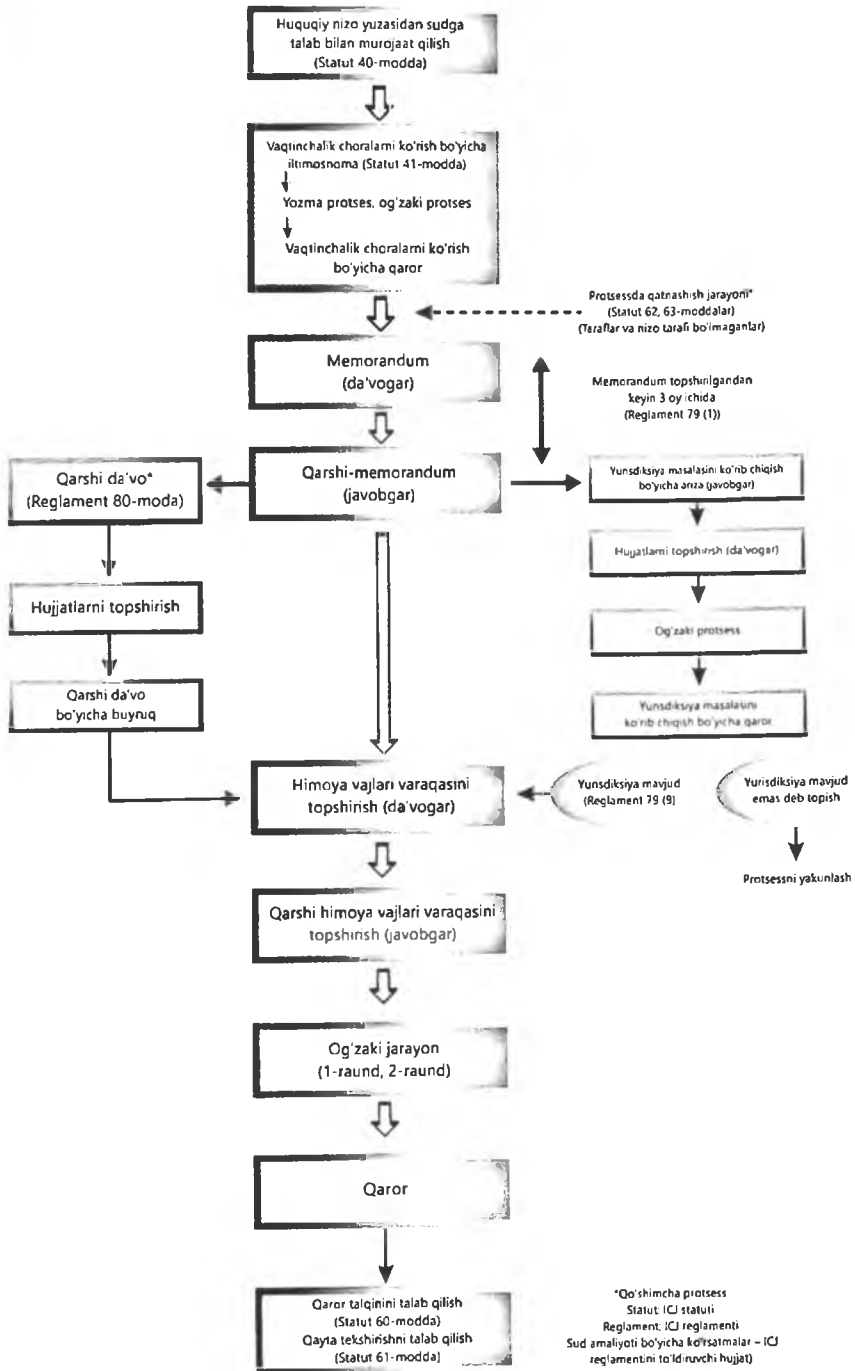 Huquqiy nizo yuzasidan sudga
talab bilan murojaat qilish
(Statut 40-modda)
Vaqtinchalik choralarni ko'rish bo'yicha
iltimosnoma (Statut 41-modda)
Yozma protses, og'zaki protses
Vaqtinchalik choralarni ko'rish
bo'yicha qaror
Protsessda qatnashish jarayoni*
(Statut 62, 63-moddalar)
(Taraflar va nizo tarafi bo'lmaganlar)
Memorandum
(da'vogar)
Memorandum topshirilgandan
keyin 3 oy ichida
(Reglament 79 (1))
Qarshi da'vo*
(Reglament 80-moda)
Qarshi-memorandum
(javobgar)
Yunsdiksiya masalasini ko'rib chiqish
bo'yicha ariza (javobgar)
Hujjatlarni topshirish (da'vogar)
Hujjatlarni topshirish
Og'zaki protsess
Qarshi da'vo
bo'yicha buyruq
Yunsdiksiya masalasini
ko'rib chiqish bo'yicha qaror
Himoya vajlari varaqasini
topshirish (da'vogar)
Yunsdiksiya mavjud
(Reglament 79 (9)
Yurisdiksiya mavjud
emas deb topish
Protsessni yakunlash
Qarshi himoya vajlari varaqasini
topshirish (javobgar)
Og'zaki jarayon
(1-raund, 2-raund)
Qaror
Qaror talqinini talab qilish
(Statut 60-modda)
Qayta tekshirishni talab qilish
(Statut 61-modda)
*Qo'shimcha protsess
Statut: ICJ statuti
Reglament: ICJ reglamenti
Sud amaliyoti bo'yicha ko'rsatmalar – ICJ
reglamentini to'ldiruvchi hujjat)